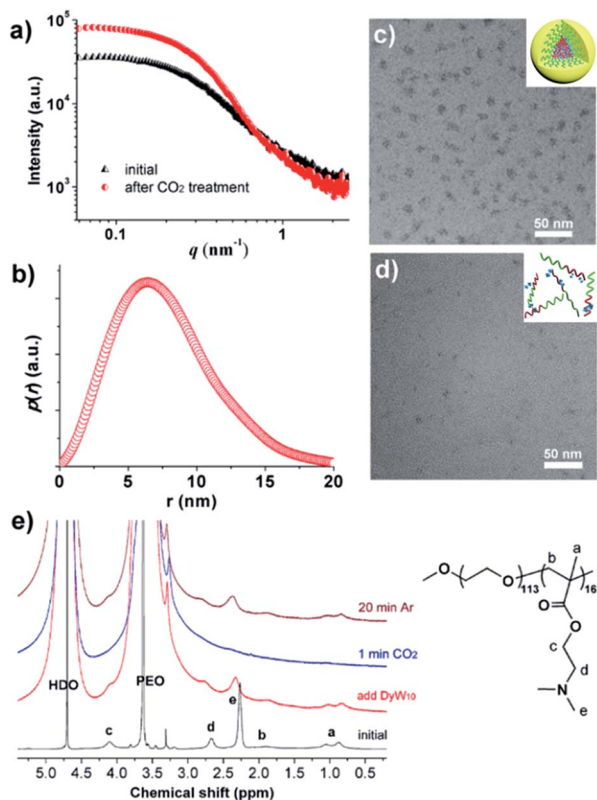 a)
10⁵
10⁴
10³
Intensity (a.u.)
initial
after CO₂ treatment
0.1 1
q (nm⁻¹)
b)
p(r) (a.u.)
0 5 10 15 20
r (nm)
c)
50 nm
d)
50 nm
e)
20 min Ar
1 min CO₂
HDO
PEO
add DyW₁₀
e
initial
c
d
b
a
5.0 4.5 4.0 3.5 3.0 2.5 2.0 1.5 1.0 0.5
Chemical shift (ppm)
b
a
O
O
113
16
O
O
c
d
N
e